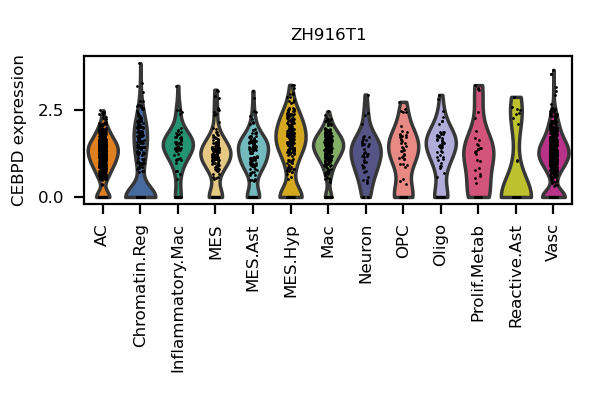 ZH916T1
CEBPD expression
2.5
0.0
AC
Chromatin.Reg
Inflammatory.Mac
MES
MES.Ast
MES.Hyp
Mac
Neuron
OPC
Oligo
Prolif.Metab
Reactive.Ast
Vasc